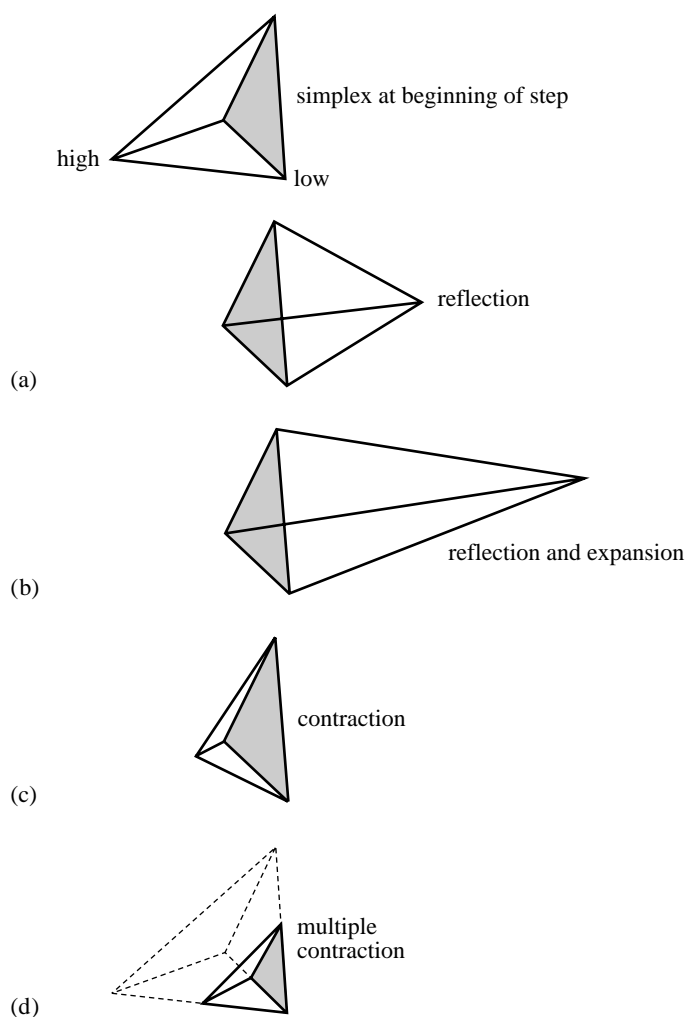 simplex at beginning of step
high
low
reflection
(a)
reflection and expansion
(b)
contraction
(c)
multiple
contraction
(d)